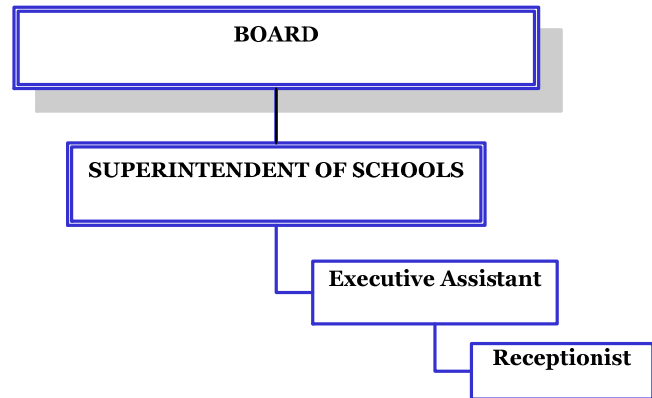 BOARD
SUPERINTENDENT OF SCHOOLS
Executive Assistant
Receptionist